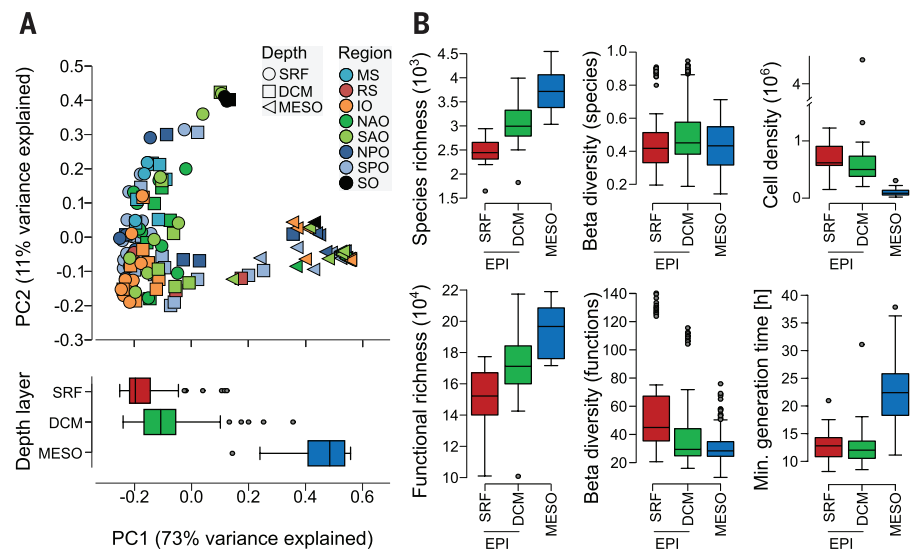 A
Depth
SRF
DCM
MESO
Region
MS
RS
IO
NAO
SAO
NPO
SPO
SO
PC2 (11% variance explained)
0.5
0.4
0.3
0.2
0.1
0.0
-0.1
-0.2
-0.3
Depth layer
SRF
DCM
MESO
-0.2 0.0 0.2 0.4 0.6
PC1 (73% variance explained)
B
Species richness (10³)
4.5
4
3.5
3
2.5
2
1.5
SRF DCM MESO
EPI
Beta diversity (species)
1.0
0.8
0.6
0.4
0.2
SRF DCM MESO
EPI
Cell density (10⁶)
4
1
0
SRF DCM MESO
EPI
Functional richness (10⁴)
22
20
18
16
14
12
10
SRF DCM MESO
EPI
Beta diversity (functions)
140
120
100
80
60
40
20
SRF DCM MESO
EPI
Min. generation time [h]
40
35
30
25
20
15
10
SRF DCM MESO
EPI